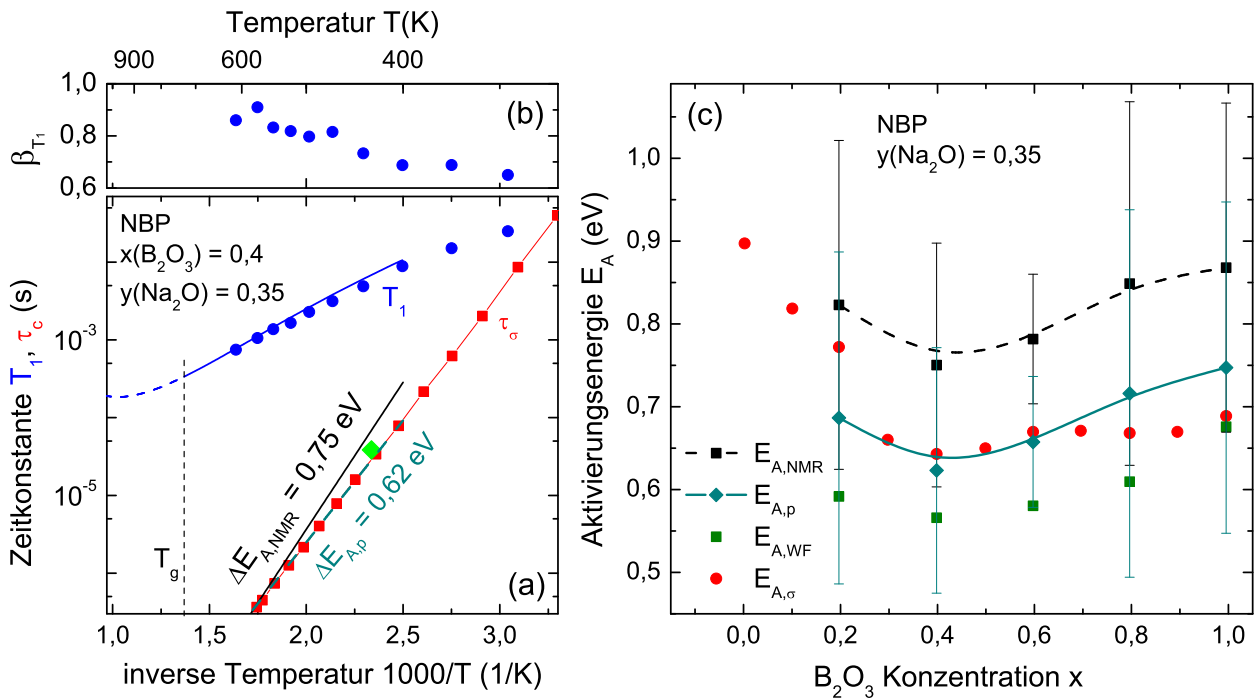 Temperatur T(K)
900 600 400
1,0
0,8
0,6
β_T₁
(b)
NBP
x(B₂O₃) = 0,4
y(Na₂O) = 0,35
T₁
τ_σ
10⁻³
10⁻⁵
Zeitkonstante T₁, τ_c (s)
ΔE_A,NMR = 0,75 eV
ΔE_A,p = 0,62 eV
T_g
(a)
1,0 1,5 2,0 2,5 3,0
inverse Temperatur 1000/T (1/K)
(c)
NBP
y(Na₂O) = 0,35
1,0
0,9
0,8
0,7
0,6
0,5
Aktivierungsenergie E_A (eV)
E_A,NMR
E_A,p
E_A,WF
E_A,σ
0,0 0,2 0,4 0,6 0,8 1,0
B₂O₃ Konzentration x